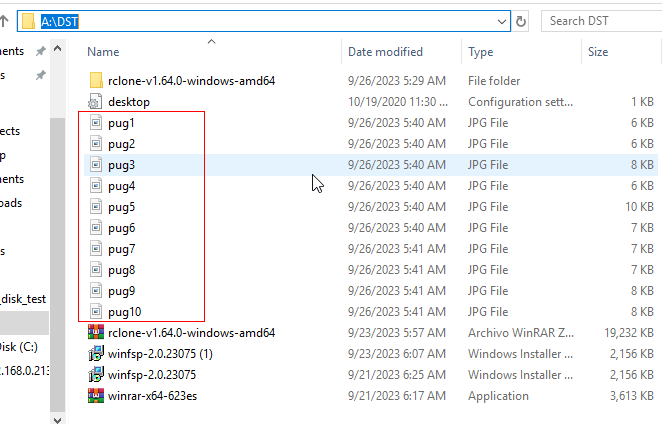 A:\DST Search DST
ments Name Date modified Type Size
s rclone-v1.64.0-windows-amd64 9/26/2023 5:29 AM File folder
desktop 10/19/2020 11:30 ... Configuration setti... 1 KB
pug1 9/26/2023 5:40 AM JPG File 6 KB
ects pug2 9/26/2023 5:40 AM JPG File 6 KB
p pug3 9/26/2023 5:40 AM JPG File 8 KB
ments pug4 9/26/2023 5:40 AM JPG File 6 KB
oads pug5 9/26/2023 5:40 AM JPG File 10 KB
pug6 9/26/2023 5:40 AM JPG File 7 KB
s pug7 9/26/2023 5:41 AM JPG File 7 KB
pug8 9/26/2023 5:41 AM JPG File 7 KB
_disk_test pug9 9/26/2023 5:41 AM JPG File 8 KB
pug10 9/26/2023 5:41 AM JPG File 8 KB
rclone-v1.64.0-windows-amd64 9/23/2023 5:57 AM Archivo WinRAR Z... 19,232 KB
Disk (C:) winfsp-2.0.23075 (1) 9/23/2023 6:07 AM Windows Installer ... 2,156 KB
2.168.0.213 winfsp-2.0.23075 9/21/2023 6:25 AM Windows Installer ... 2,156 KB
winrar-x64-623es 9/21/2023 6:17 AM Application 3,613 KB